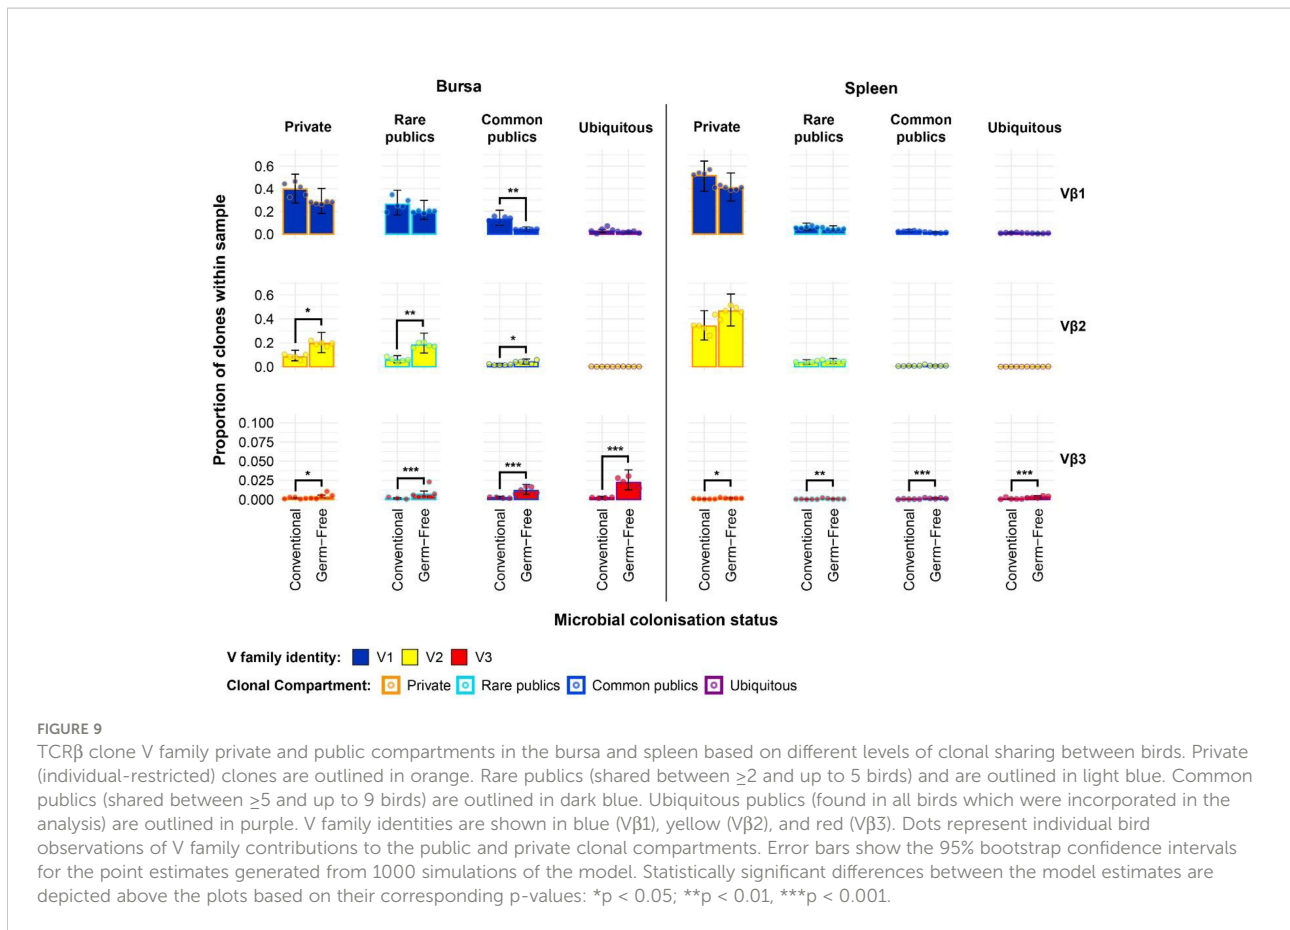 Bursa Spleen
Private Rare publics Common publics Ubiquitous Private Rare publics Common publics Ubiquitous
Proportion of clones within sample
0.6
0.4
0.2
0.0
**
Vβ1
0.6
0.4
0.2
0.0
* ** *
Vβ2
0.100
0.075
0.050
0.025
0.000
* *** *** *** * ** *** ***
Vβ3
Conventional Germ-Free Conventional Germ-Free Conventional Germ-Free Conventional Germ-Free Conventional Germ-Free Conventional Germ-Free Conventional Germ-Free Conventional Germ-Free
Microbial colonisation status
V family identity: V1 V2 V3
Clonal Compartment: Private Rare publics Common publics Ubiquitous
FIGURE 9
TCRβ clone V family private and public compartments in the bursa and spleen based on different levels of clonal sharing between birds. Private
(individual-restricted) clones are outlined in orange. Rare publics (shared between ≥2 and up to 5 birds) and are outlined in light blue. Common
publics (shared between ≥5 and up to 9 birds) are outlined in dark blue. Ubiquitous publics (found in all birds which were incorporated in the
analysis) are outlined in purple. V family identities are shown in blue (Vβ1), yellow (Vβ2), and red (Vβ3). Dots represent individual bird
observations of V family contributions to the public and private clonal compartments. Error bars show the 95% bootstrap confidence intervals
for the point estimates generated from 1000 simulations of the model. Statistically significant differences between the model estimates are
depicted above the plots based on their corresponding p-values: *p < 0.05; **p < 0.01, ***p < 0.001.